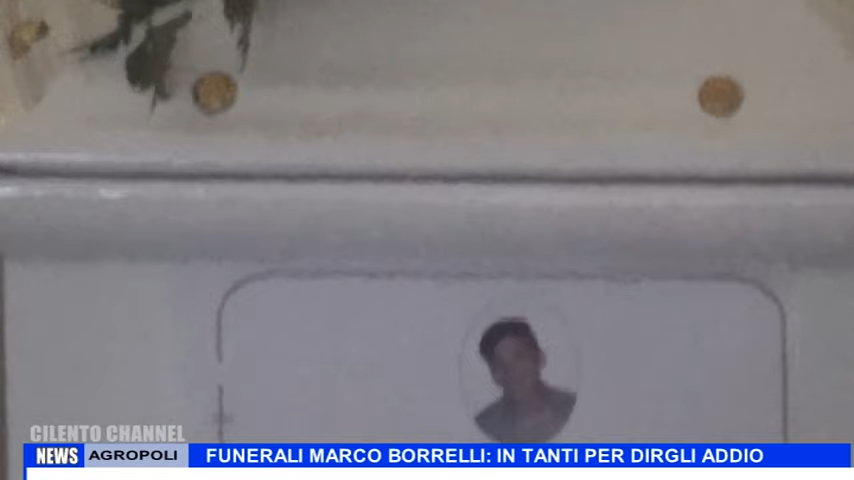 CILENTO CHANNEL
NEWS AGROPOLI FUNERALI MARCO BORRELLI: IN TANTI PER DIRGLI ADDIO